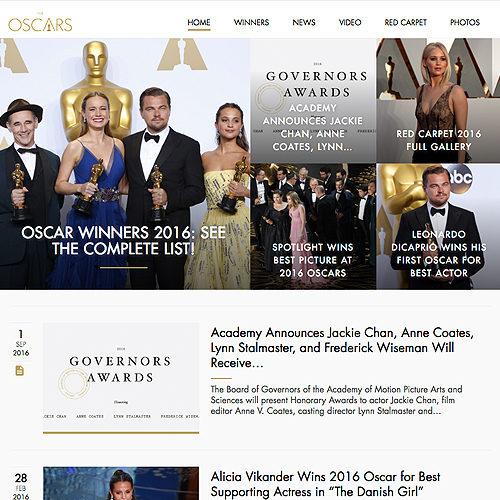 THE
OSCARS
HOME
WINNERS
NEWS
VIDEO
RED CARPET
PHOTOS
OSCAR WINNERS 2016: SEE
THE COMPLETE LIST!
2016
GOVERNORS
AWARDS
ACADEMY
ANNOUNCES JACKIE
CHAN, ANNE
COATES, LYNN...
RED CARPET 2016
FULL GALLERY
SPOTLIGHT WINS
BEST PICTURE AT
2016 OSCARS
abc
LEONARDO
DICAPRIO WINS HIS
FIRST OSCAR FOR
BEST ACTOR
1
SEP
2016
2016
GOVERNORS
AWARDS
Honoring
CKIE CHAN ANNE COATES LYNN STALMASTER FREDERICK WISEMAN
Academy Announces Jackie Chan, Anne Coates,
Lynn Stalmaster, and Frederick Wiseman Will
Receive...
The Board of Governors of the Academy of Motion Picture Arts and
Sciences will present Honorary Awards to actor Jackie Chan, film
editor Anne V. Coates, casting director Lynn Stalmaster and...
28
FEB
2016
Alicia Vikander Wins 2016 Oscar for Best
Supporting Actress in “The Danish Girl”